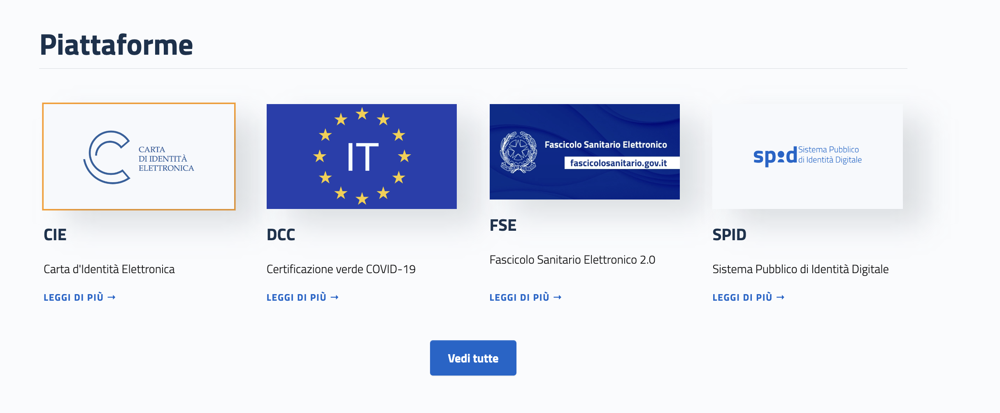 Piattaforme
CARTA
DI IDENTITÀ
ELETTRONICA
CIE
Carta d'Identità Elettronica
LEGGI DI PIÙ →
IT
DCC
Certificazione verde COVID-19
LEGGI DI PIÙ →
Fascicolo Sanitario Elettronico
fascicolosanitario.gov.it
REPVBBLICA ITALIANA
FSE
Fascicolo Sanitario Elettronico 2.0
LEGGI DI PIÙ →
spid
Sistema Pubblico
di Identità Digitale
SPID
Sistema Pubblico di Identità Digitale
LEGGI DI PIÙ →
Vedi tutte